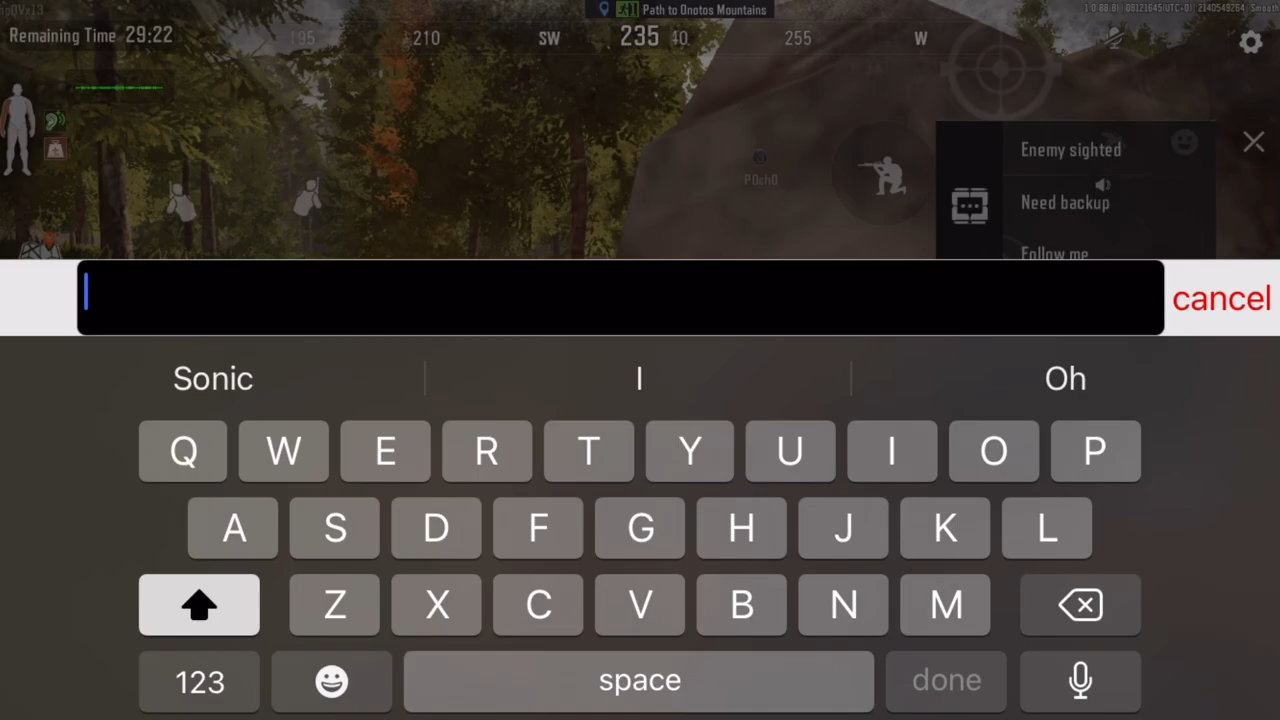 Path to Onotos Mountains
Remaining Time 29:22
195 210 SW 235 255 W
P0ch0
Enemy sighted
Need backup
Follow me
cancel
Sonic I Oh
Q W E R T Y U I O P
A S D F G H J K L
Z X C V B N M
123 space done